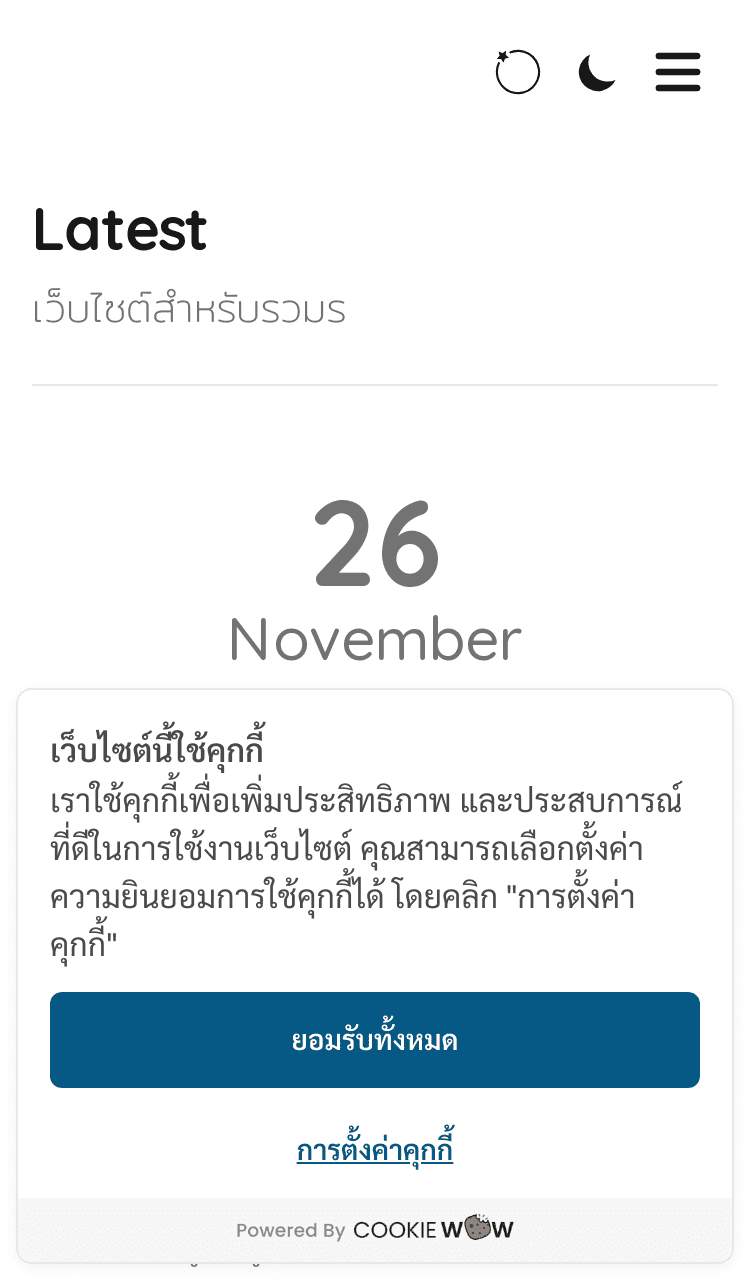 Latest
เว็บไซต์สำหรับรวมร
26
November
เว็บไซต์นี้ใช้คุกกี้
เราใช้คุกกี้เพื่อเพิ่มประสิทธิภาพ และประสบการณ์
ที่ดีในการใช้งานเว็บไซต์ คุณสามารถเลือกตั้งค่า
ความยินยอมการใช้คุกกี้ได้ โดยคลิก "การตั้งค่า
คุกกี้"
ยอมรับทั้งหมด
การตั้งค่าคุกกี้
Powered By COOKIE WOW